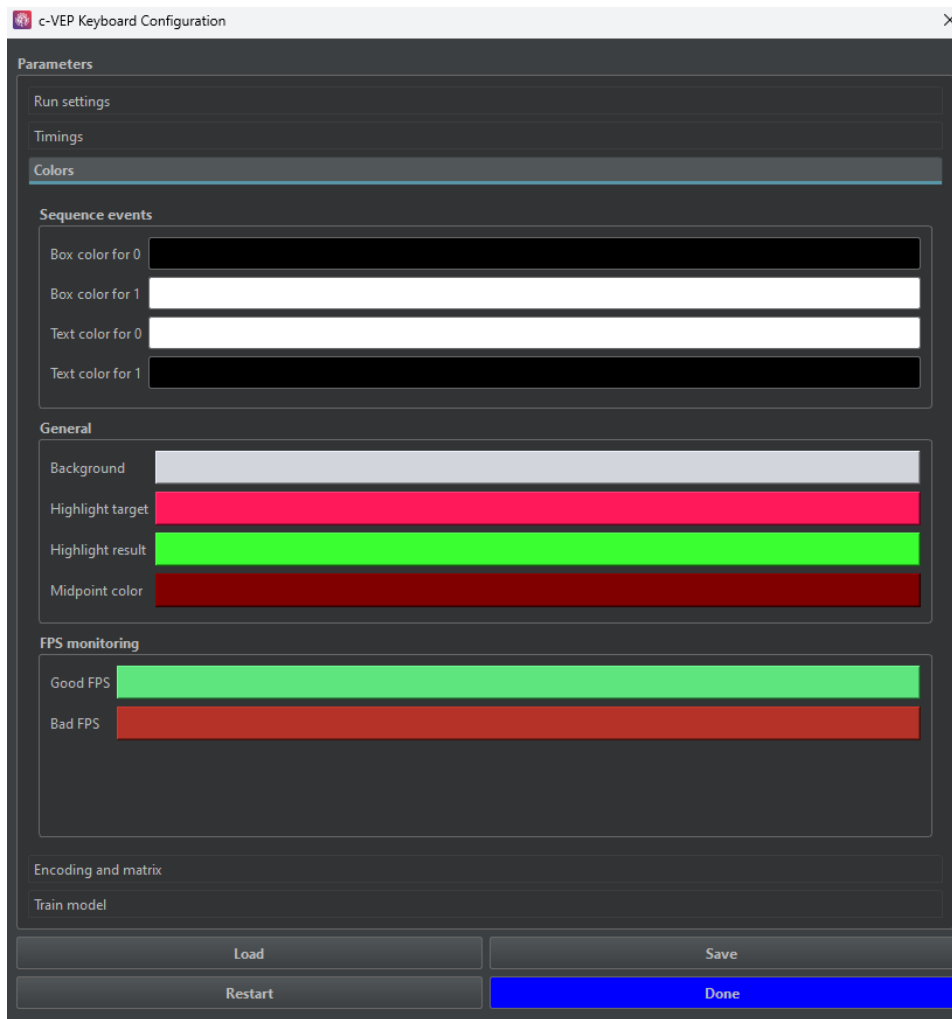 c-VEP Keyboard Configuration
Parameters
Run settings
Timings
Colors
Sequence events
Box color for 0
Box color for 1
Text color for 0
Text color for 1
General
Background
Highlight target
Highlight result
Midpoint color
FPS monitoring
Good FPS
Bad FPS
Encoding and matrix
Train model
Load Save
Restart Done